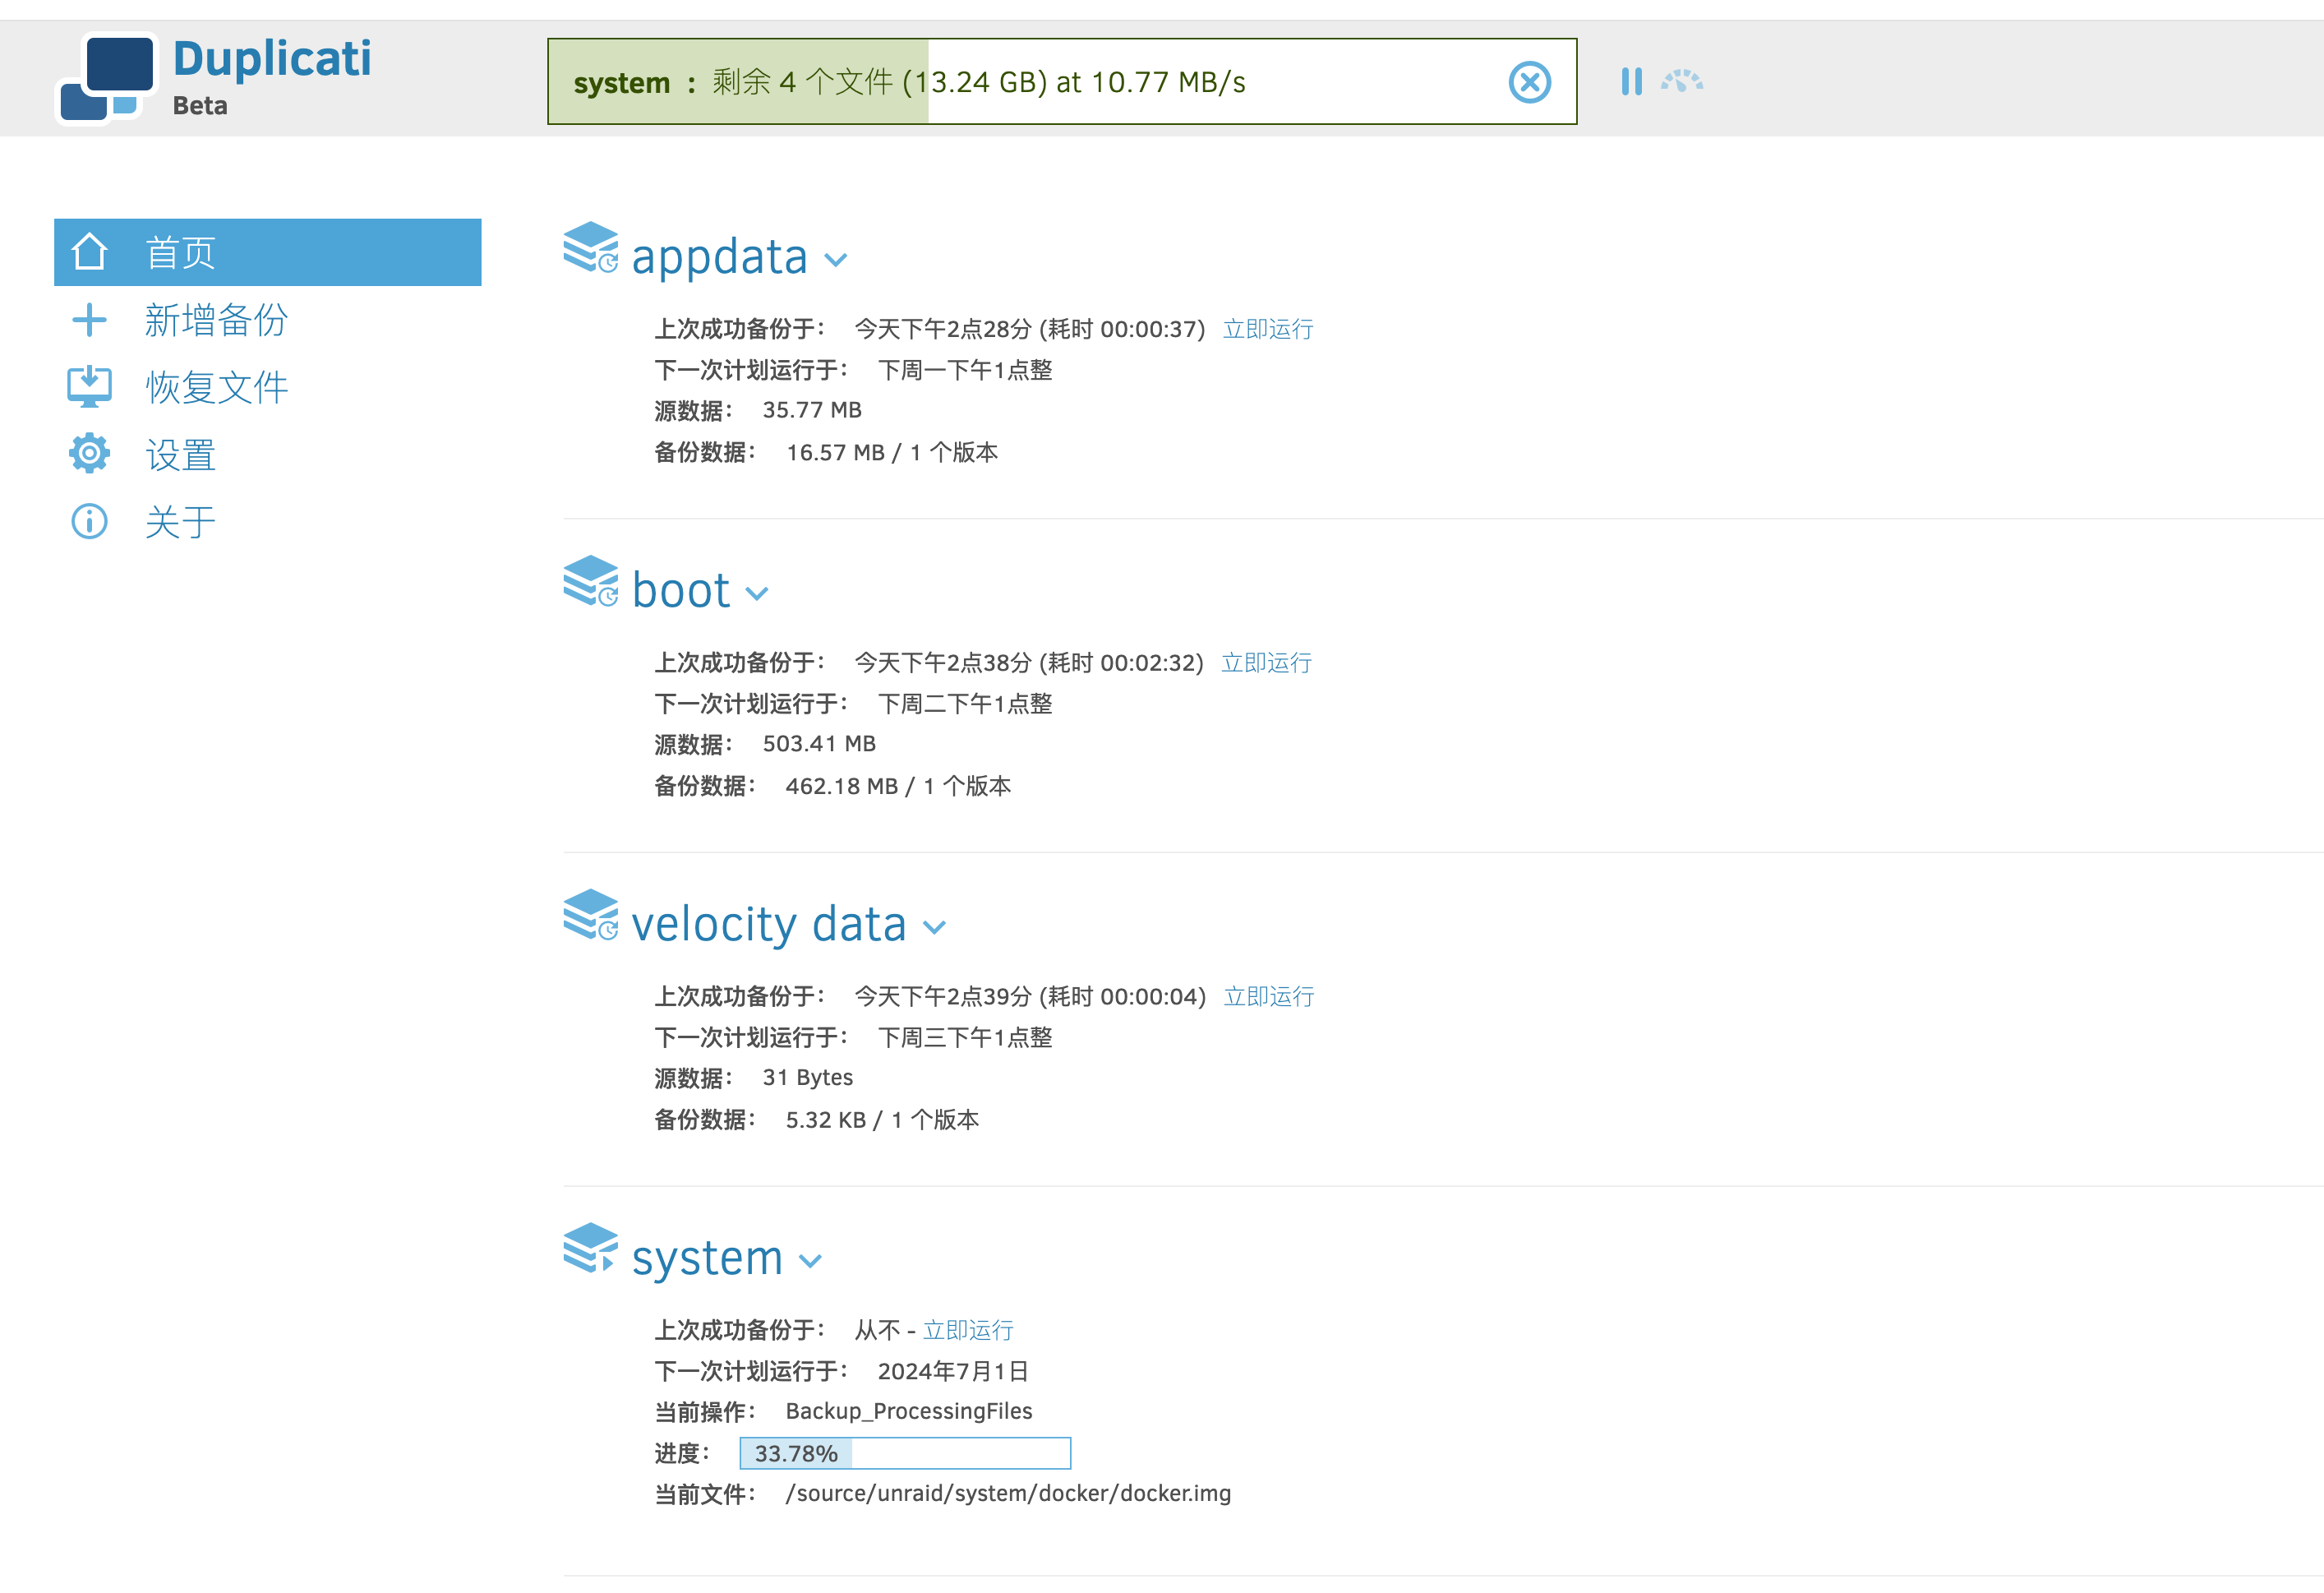 Duplicati
Beta
system : 剩余 4 个文件 (13.24 GB) at 10.77 MB/s
首页
新增备份
恢复文件
设置
关于
appdata
上次成功备份于: 今天下午2点28分 (耗时 00:00:37) 立即运行
下一次计划运行于: 下周一下午1点整
源数据: 35.77 MB
备份数据: 16.57 MB / 1 个版本
boot
上次成功备份于: 今天下午2点38分 (耗时 00:02:32) 立即运行
下一次计划运行于: 下周二下午1点整
源数据: 503.41 MB
备份数据: 462.18 MB / 1 个版本
velocity data
上次成功备份于: 今天下午2点39分 (耗时 00:00:04) 立即运行
下一次计划运行于: 下周三下午1点整
源数据: 31 Bytes
备份数据: 5.32 KB / 1 个版本
system
上次成功备份于: 从不 - 立即运行
下一次计划运行于: 2024年7月1日
当前操作: Backup_ProcessingFiles
进度: 33.78%
当前文件: /source/unraid/system/docker/docker.img